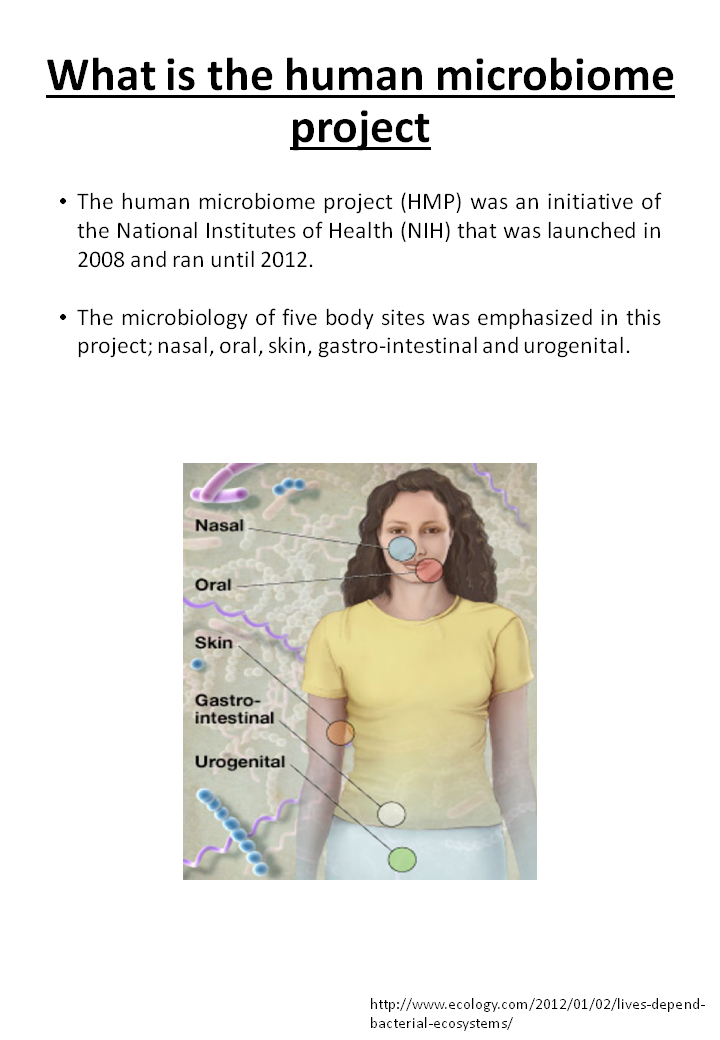 What is the human microbiome
project
• The human microbiome project (HMP) was an initiative of
the National Institutes of Health (NIH) that was launched in
2008 and ran until 2012.
• The microbiology of five body sites was emphasized in this
project; nasal, oral, skin, gastro-intestinal and urogenital.
Nasal
Oral
Skin
Gastro-
intestinal
Urogenital
http://www.ecology.com/2012/01/02/lives-depend-
bacterial-ecosystems/